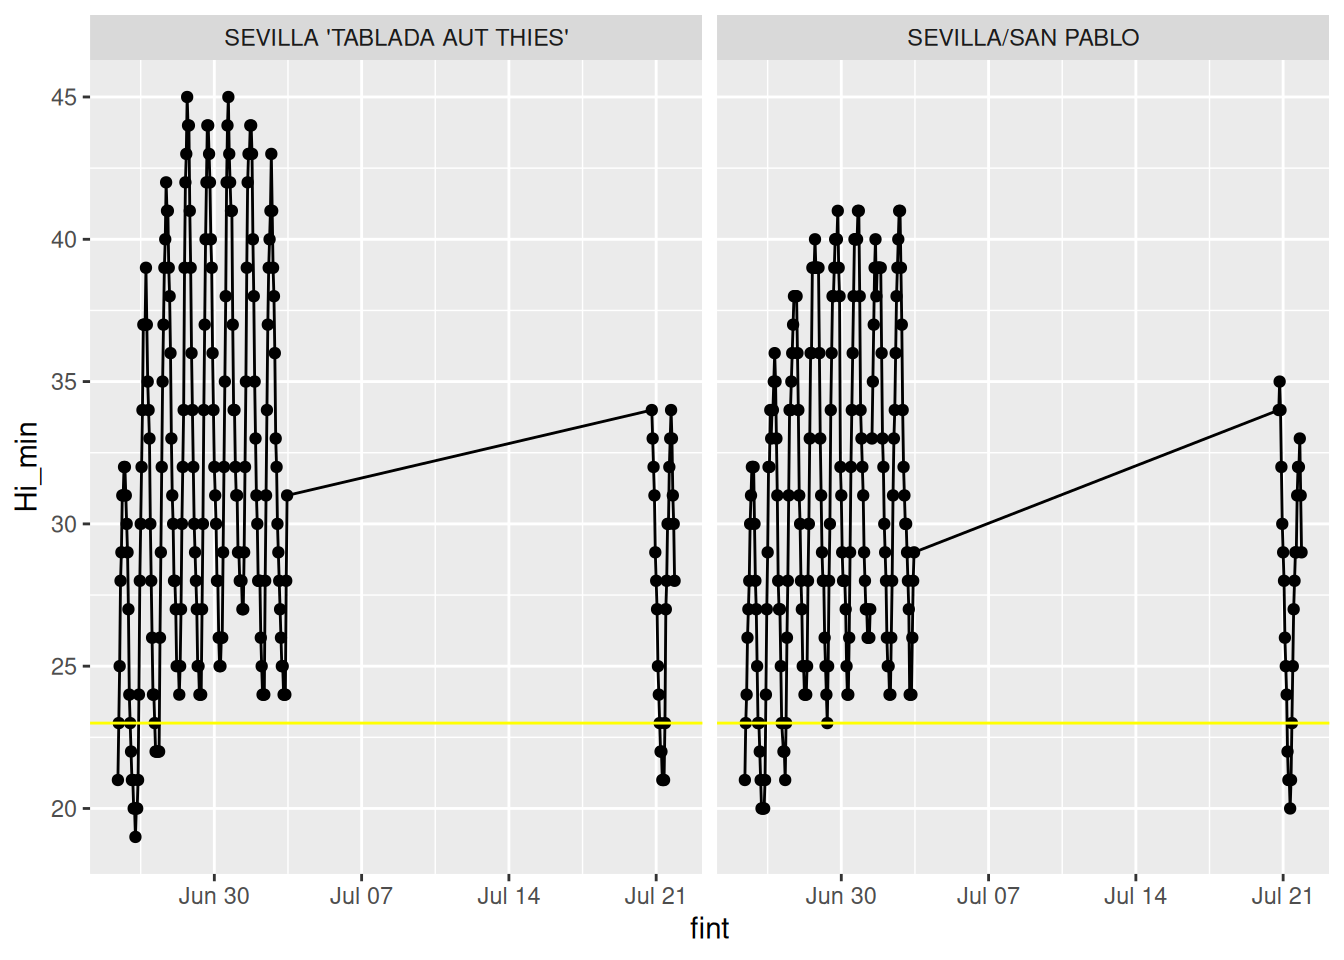 SEVILLA 'TABLADA AUT THIES' SEVILLA/SAN PABLO
45
40
35
30
25
20
Hi_min
Jun 30 Jul 07 Jul 14 Jul 21 Jun 30 Jul 07 Jul 14 Jul 21
fint